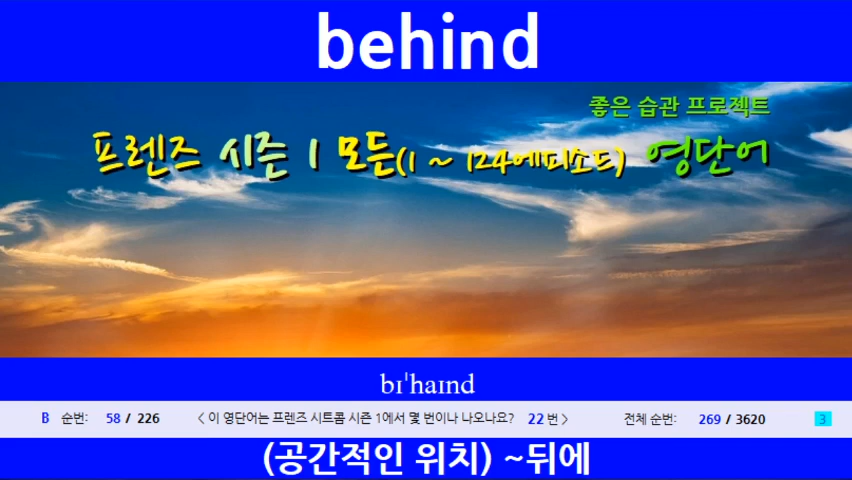 behind
좋은 습관 프로젝트
프렌즈 시즌 1 모든(1 ~ 124에피소드) 영단어
bɪˈhaɪnd
B 순번: 58 / 226 < 이 영단어는 프렌즈 시트콤 시즌 1에서 몇 번이나 나오나요? 22 번 > 전체 순번: 269 / 3620 3
(공간적인 위치) ~뒤에